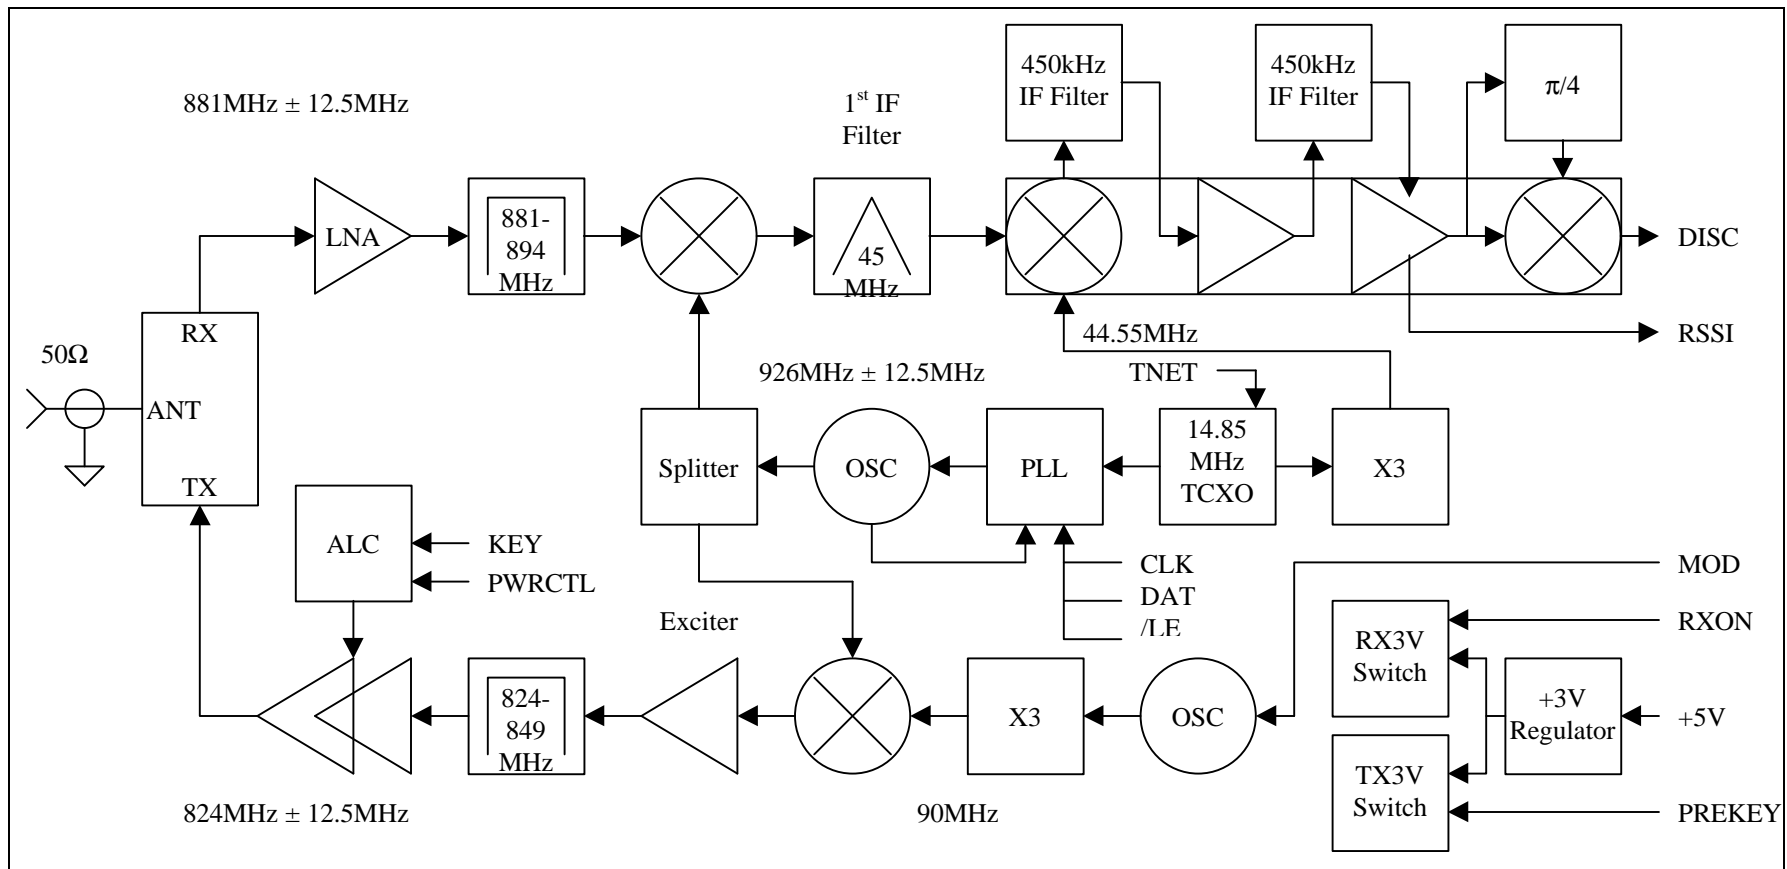 450kHz
IF Filter
450kHz
IF Filter
π/4
881MHz ± 12.5MHz
1st IF
Filter
LNA
881-
894
MHz
45
MHz
DISC
RX
50Ω
ANT
TX
44.55MHz
RSSI
926MHz ± 12.5MHz
TNET
Splitter
OSC
PLL
14.85
MHz
TCXO
X3
ALC
KEY
PWRCTL
CLK
DAT
/LE
MOD
RXON
Exciter
RX3V
Switch
824-
849
MHz
X3
OSC
+3V
Regulator
+5V
TX3V
Switch
824MHz ± 12.5MHz
90MHz
PREKEY